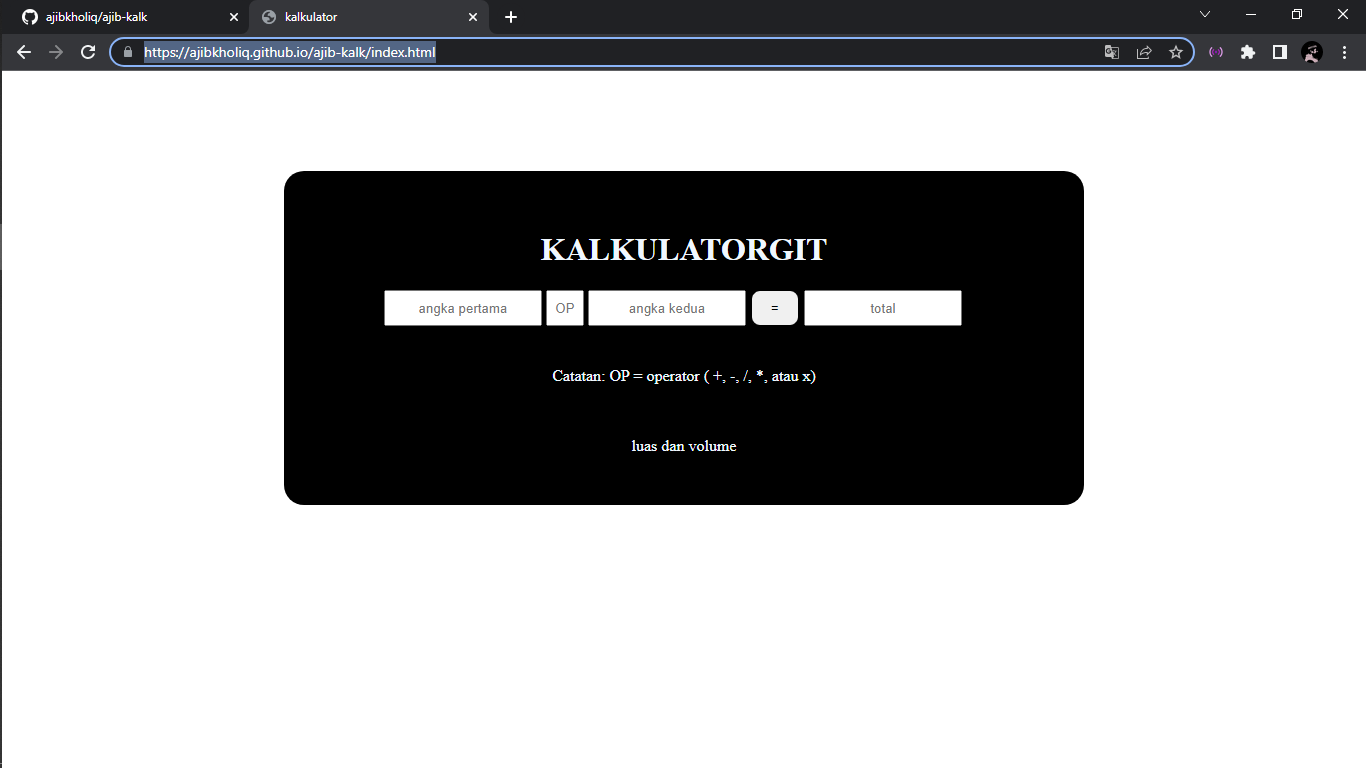 ajibkholiq/ajib-kalk
kalkulator
https://ajibkholiq.github.io/ajib-kalk/index.html
KALKULATORGIT
angka pertama OP angka kedua = total
Catatan: OP = operator ( +, -, /, *, atau x)
luas dan volume